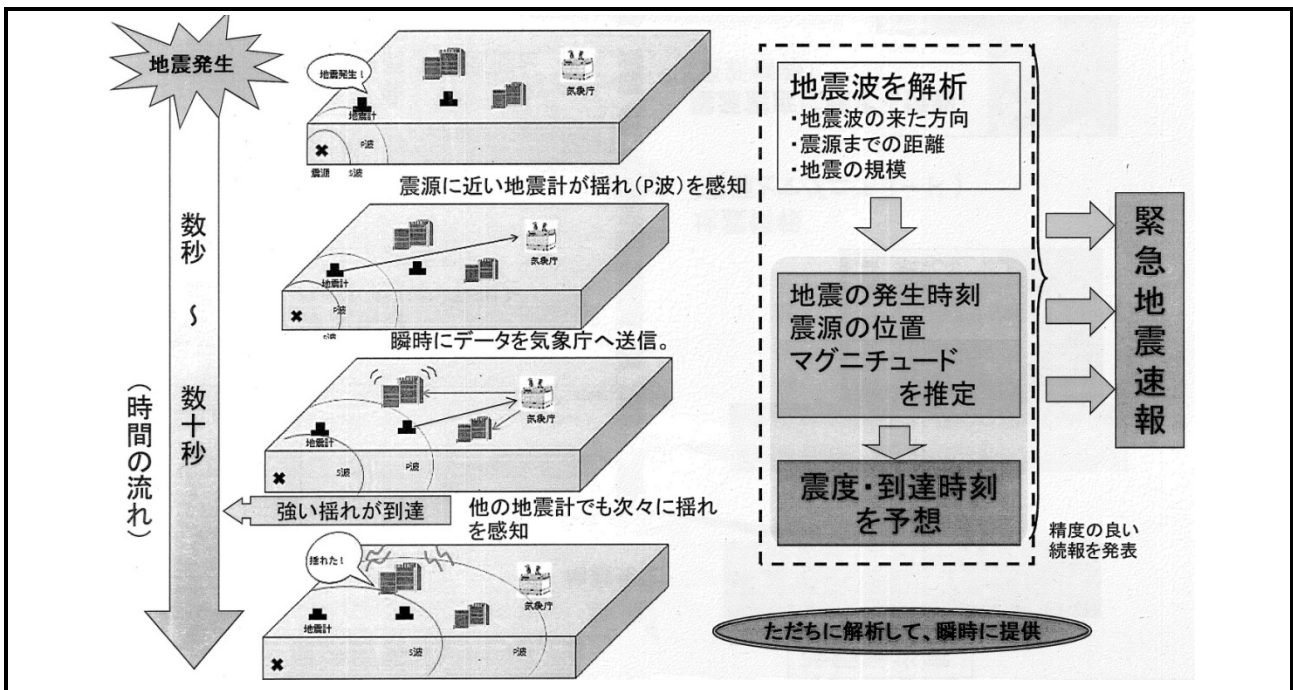 地震発生
数秒
～
数十秒
(時間の流れ)
地震発生！
地震計
気象庁
P波
震源
S波
震源に近い地震計が揺れ(P波)を感知
気象庁
地震計
P波
S波
瞬時にデータを気象庁へ送信。
気象庁
地震計
S波
P波
強い揺れが到達
他の地震計でも次々に揺れ
を感知
揺れた！
気象庁
地震計
S波
P波
地震波を解析
・地震波の来た方向
・震源までの距離
・地震の規模
地震の発生時刻
震源の位置
マグニチュード
を推定
震度・到達時刻
を予想
緊急地震速報
精度の良い
続報を発表
ただちに解析して、瞬時に提供